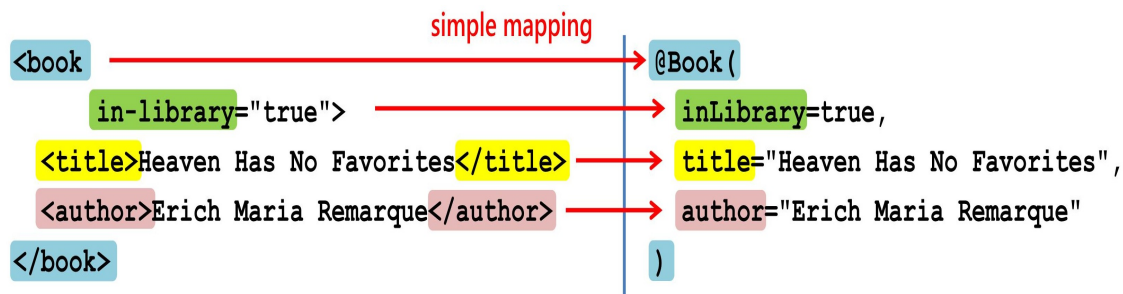 simple mapping
<book @Book(
in-library="true"> inLibrary=true,
<title>Heaven Has No Favorites</title> title="Heaven Has No Favorites",
<author>Erich Maria Remarque</author> author="Erich Maria Remarque"
</book> )